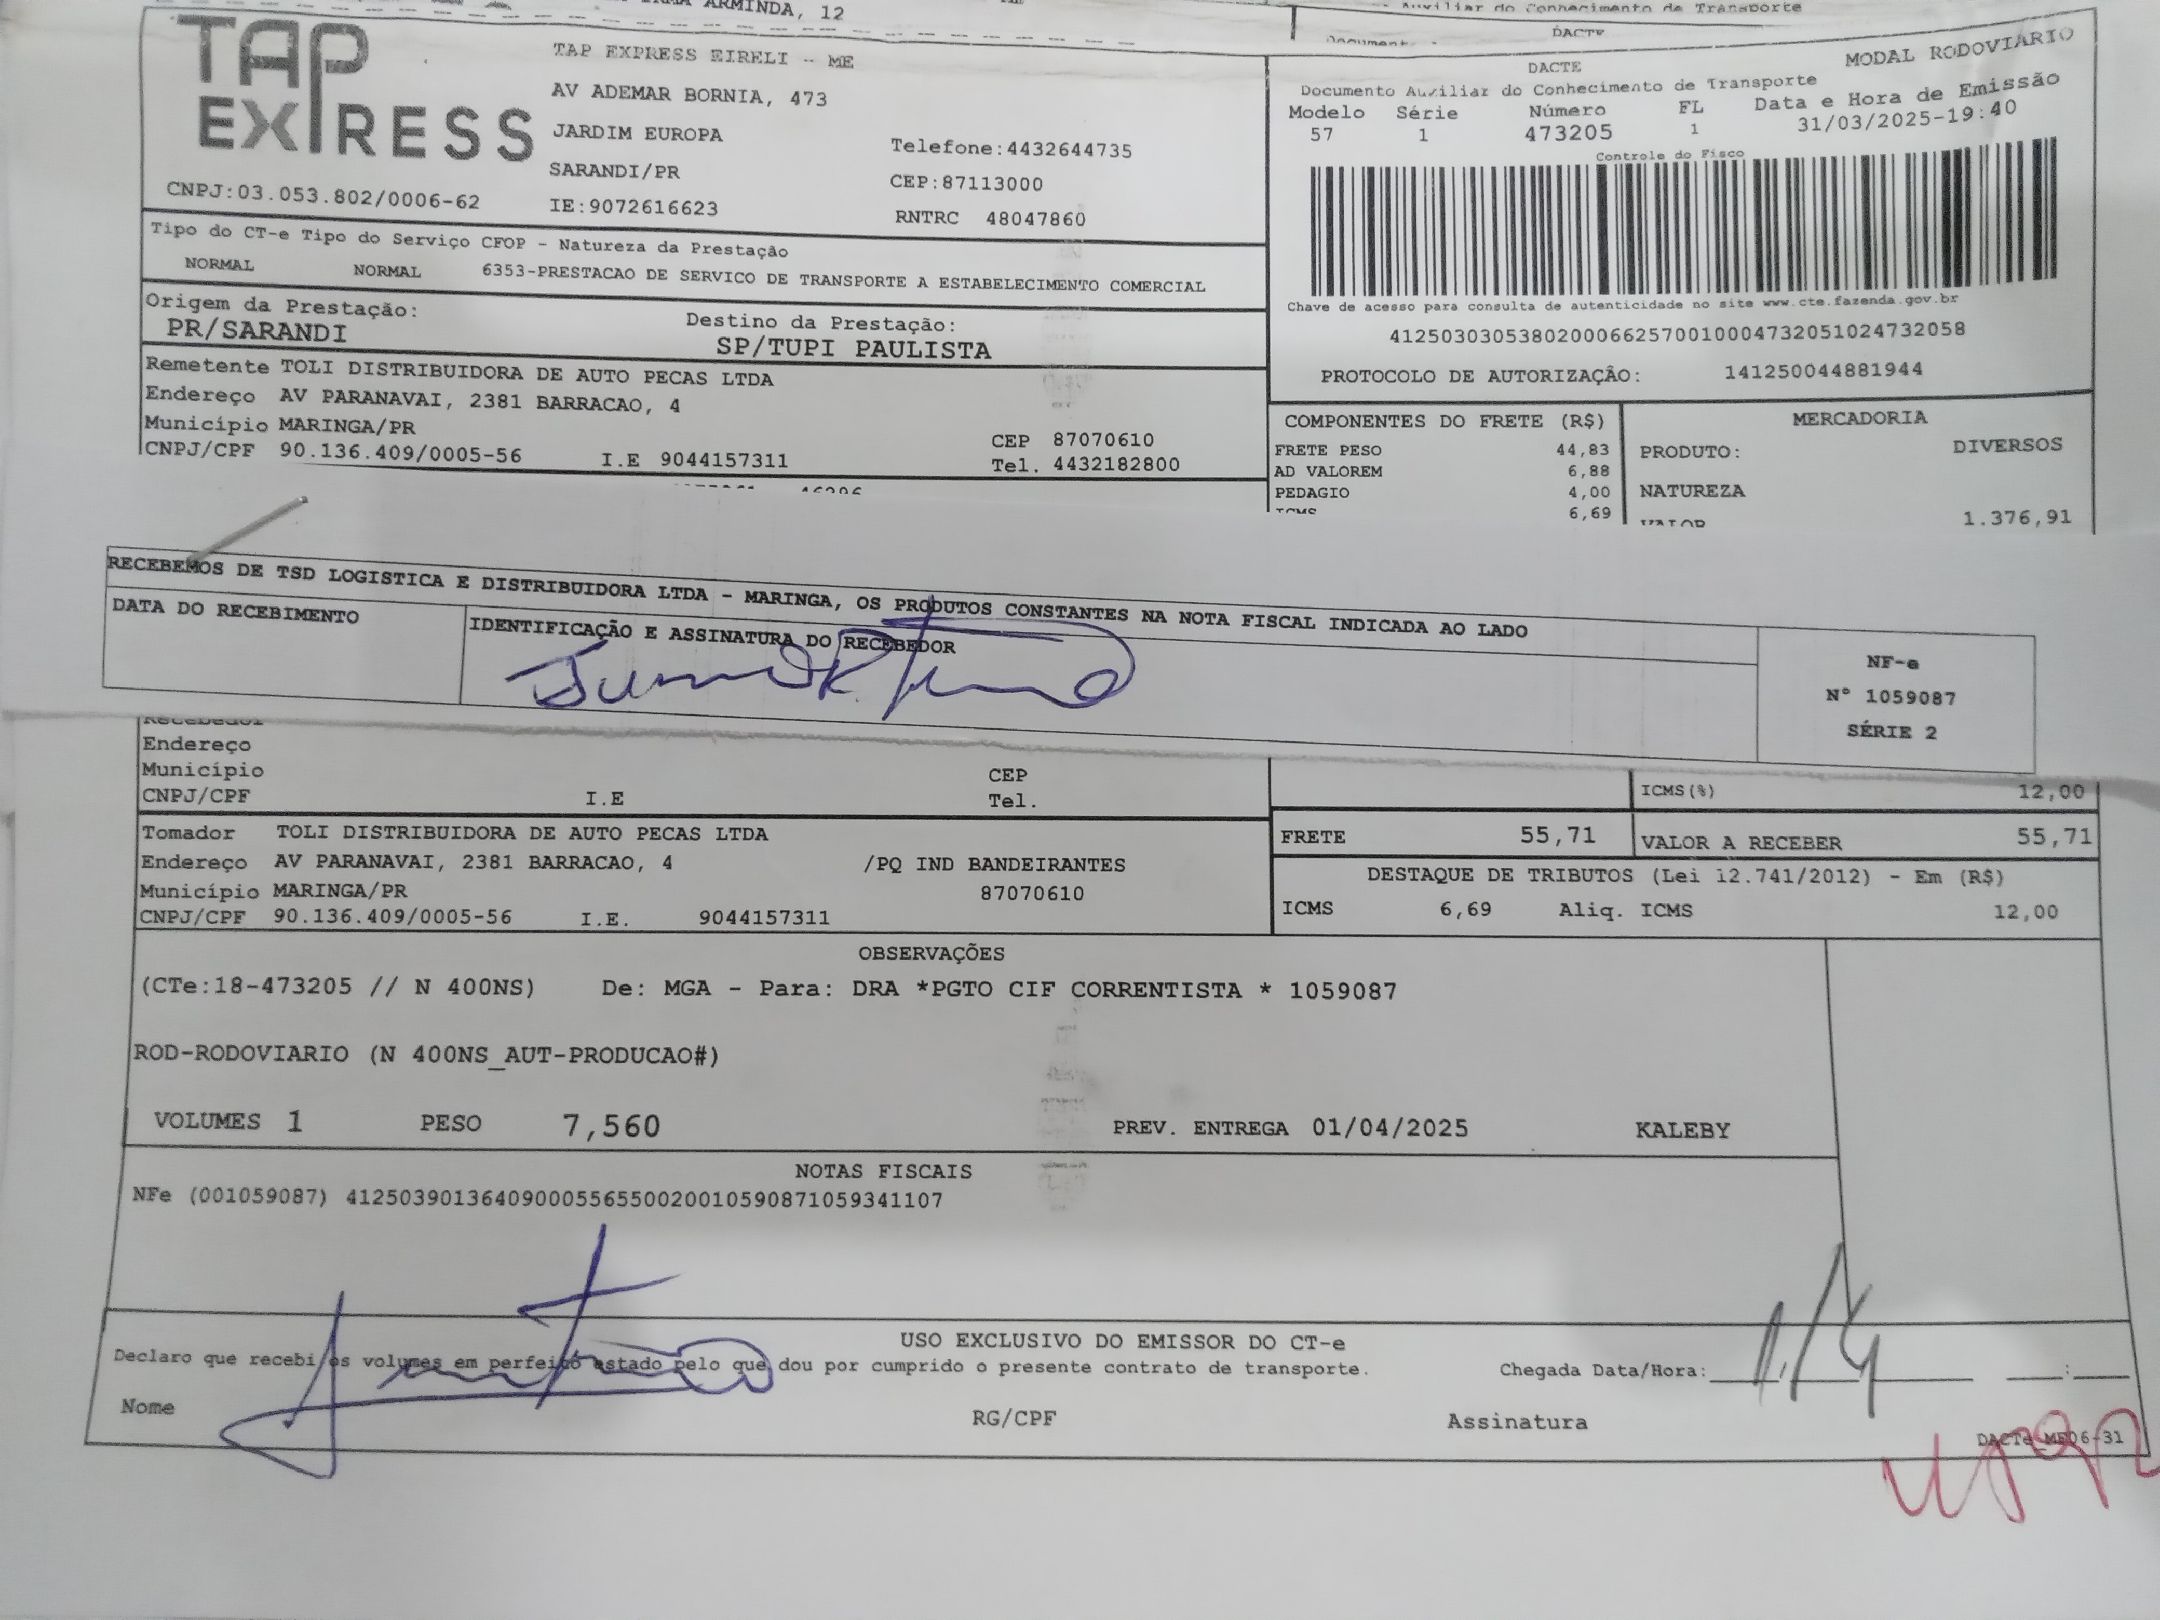 ARMINDA, 12
Auxiliar do Conhecimento de Transporte
DACTE
TAP
EXPRESS
TAP EXPRESS EIRELI - ME
AV ADEMAR BORNIA, 473
JARDIM EUROPA
Telefone:4432644735
SARANDI/PR
CEP:87113000
CNPJ:03.053.802/0006-62
IE:9072616623
RNTRC 48047860
DACTE
MODAL RODOVIÁRIO
Documento Auxiliar do Conhecimento de Transporte
Modelo Série Número FL Data e Hora de Emissão
57 1 473205 1 31/03/2025-19:40
Controle do Fisco
Chave de acesso para consulta de autenticidade no site www.cte.fazenda.gov.br
41250303053802000662570010004732051024732058
PROTOCOLO DE AUTORIZAÇÂO: 141250044881944
Tipo do CT-e Tipo do Serviço CFOP - Natureza da Prestação
NORMAL NORMAL 6353-PRESTACAO DE SERVICO DE TRANSPORTE A ESTABELECIMENTO COMERCIAL
Origem da Prestação: Destino da Prestação:
PR/SARANDI SP/TUPI PAULISTA
Remetente TOLI DISTRIBUIDORA DE AUTO PECAS LTDA
Endereço AV PARANAVAI, 2381 BARRACAO, 4
Município MARINGA/PR CEP 87070610
CNPJ/CPF 90.136.409/0005-56 I.E 9044157311 Tel. 4432182800
COMPONENTES DO FRETE (R$)
FRETE PESO 44,83
AD VALOREM 6,88
PEDAGIO 4,00
ICMS 6,69
MERCADORIA
PRODUTO: DIVERSOS
NATUREZA
VALOR 1.376,91
RECEBEMOS DE TSD LOGISTICA E DISTRIBUIDORA LTDA - MARINGA, OS PRODUTOS CONSTANTES NA NOTA FISCAL INDICADA AO LADO
DATA DO RECEBIMENTO IDENTIFICAÇÃO E ASSINATURA DO RECEBEDOR
NF-e
N° 1059087
SÉRIE 2
Recebedor
Endereço
Município CEP
CNPJ/CPF I.E Tel.
ICMS(%) 12,00
Tomador TOLI DISTRIBUIDORA DE AUTO PECAS LTDA
Endereço AV PARANAVAI, 2381 BARRACAO, 4 /PQ IND BANDEIRANTES
Município MARINGA/PR 87070610
CNPJ/CPF 90.136.409/0005-56 I.E. 9044157311
FRETE 55,71 VALOR A RECEBER 55,71
DESTAQUE DE TRIBUTOS (Lei 12.741/2012) - Em (R$)
ICMS 6,69 Aliq. ICMS 12,00
OBSERVAÇÕES
(CTe:18-473205 // N 400NS) De: MGA - Para: DRA *PGTO CIF CORRENTISTA * 1059087
ROD-RODOVIARIO (N 400NS_AUT-PRODUCAO#)
VOLUMES 1 PESO 7,560 PREV. ENTREGA 01/04/2025 KALEBY
NOTAS FISCAIS
NFe (001059087) 41250390136409000556550020010590871059341107
USO EXCLUSIVO DO EMISSOR DO CT-e
Declaro que recebi os volumes em perfeito estado pelo que dou por cumprido o presente contrato de transporte. Chegada Data/Hora: 1/4 :
Nome RG/CPF Assinatura
DACTe_MF06-31